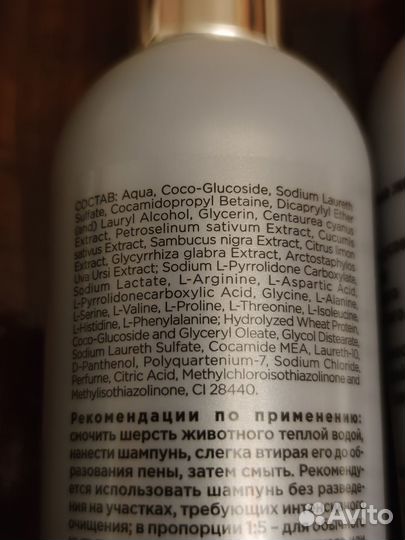 СОСТАВ: Aqua, Coco-Glucoside, Sodium Laureth
Sulfate, Cocamidopropyl Betaine, Dicaprylyl Ether
(and) Lauryl Alcohol, Glycerin, Centaurea cyanus
Extract, Petroselinum sativum Extract, Cucumis
sativus Extract, Sambucus nigra Extract, Citrus limon
Extract, Glycyrrhiza glabra Extract, Arctostaphylos
Uva Ursi Extract; Sodium L-Pyrrolidone Carboxylate,
Sodium Lactate, L-Arginine, L-Aspartic Acid,
L-Pyrrolidonecarboxylic Acid, Glycine, L-Alanine,
L-Serine, L-Valine, L-Proline, L-Threonine, L-Isoleucine,
L-Histidine, L-Phenylalanine; Hydrolyzed Wheat Protein,
Coco-Glucoside and Glyceryl Oleate, Glycol Distearate,
Sodium Laureth Sulfate, Cocamide MEA, Laureth-10,
D-Panthenol, Polyquartenium-7, Sodium Chloride,
Perfume, Citric Acid, Methylchloroisothiazolinone and
Methylisothiazolinone, CI 28440.
Рекомендации по применению:
смочить шерсть животного теплой водой,
нанести шампунь, слегка втирая его до об-
разования пены, затем смыть. Рекоменду-
ется использовать шампунь без разведе-
ния на участках, требующих
очищения; в пропорции 1:5 – для
Avito